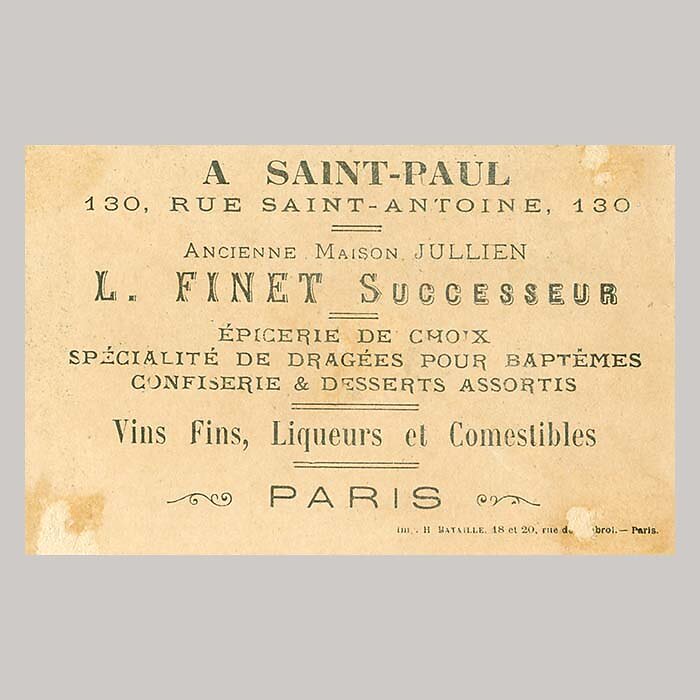 A SAINT-PAUL
130, RUE SAINT-ANTOINE, 130
ANCIENNE MAISON JULLIEN
L. FINET SUCCESSEUR
ÉPICERIE DE CHOIX
SPÉCIALITÉ DE DRAGÉES POUR BAPTÊMES
CONFISERIE & DESSERTS ASSORTIS
Vins Fins, Liqueurs et Comestibles
PARIS
H BATAILLE, 18 et 20, rue — Paris.